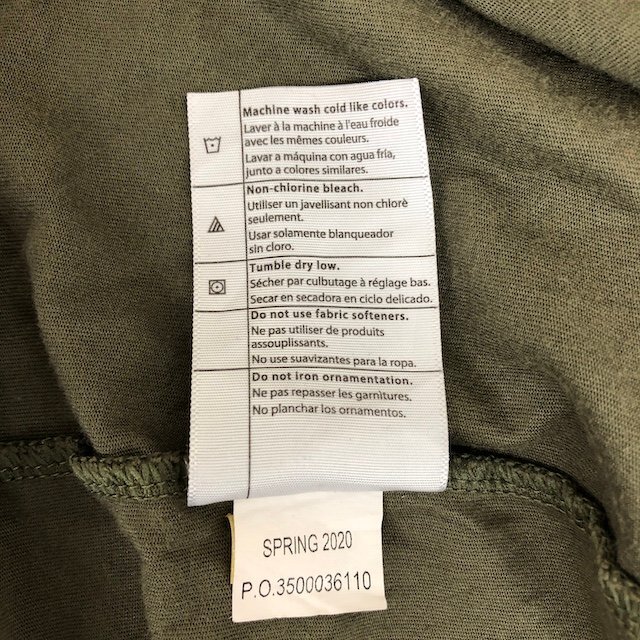 Machine wash cold like colors.
Laver à la machine à l'eau froide
avec les mêmes couleurs.
Lavar a máquina con agua fría,
junto a colores similares.
Non-chlorine bleach.
Utiliser un javellisant non chlorè
seulement.
Usar solamente blanqueador
sin cloro.
Tumble dry low.
Sécher par culbutage à réglage bas.
Secar en secadora en ciclo delicado.
Do not use fabric softeners.
Ne pas utiliser de produits
assouplissants.
No use suavizantes para la ropa.
Do not iron ornamentation.
Ne pas repasser les garnitures.
No planchar los ornamentos.
SPRING 2020
P.O.3500036110